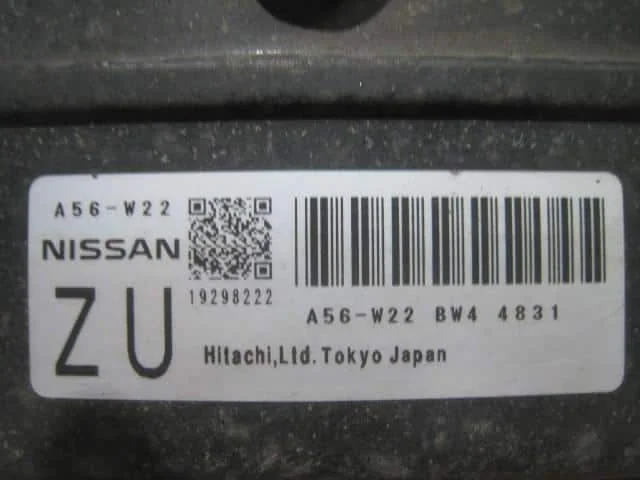 A56-W22
NISSAN
ZU
19298222
A56-W22 BW4 4831
Hitachi,Ltd. Tokyo Japan